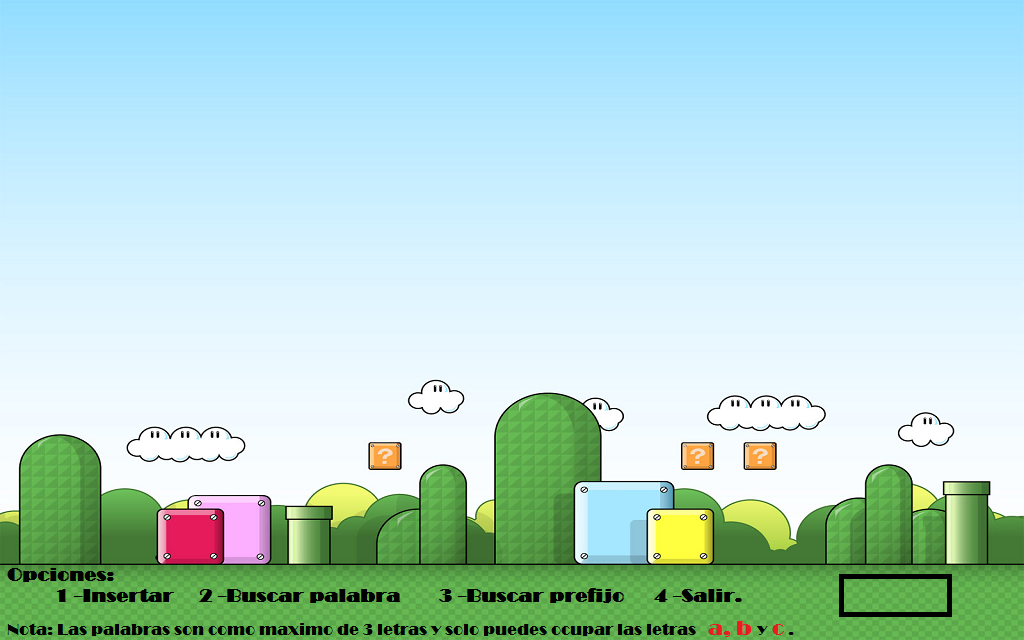 ? ? ?
Opciones:
1 -Insertar 2 -Buscar palabra 3 -Buscar prefijo 4 -Salir.
Nota: Las palabras son como maximo de 3 letras y solo puedes ocupar las letras a, b y c .